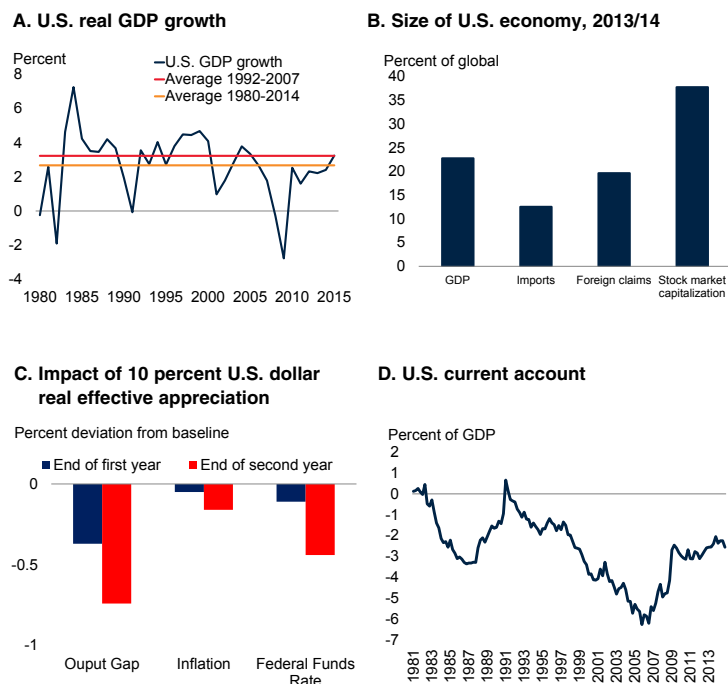 A. U.S. real GDP growth
Percent
U.S. GDP growth
Average 1992-2007
Average 1980-2014
8
6
4
2
0
-2
-4
1980 1985 1990 1995 2000 2005 2010 2015
B. Size of U.S. economy, 2013/14
Percent of global
40
35
30
25
20
15
10
5
0
GDP Imports Foreign claims Stock market
capitalization
C. Impact of 10 percent U.S. dollar
real effective appreciation
Percent deviation from baseline
End of first year End of second year
0
-0.5
-1
Ouput Gap Inflation Federal Funds
Rate
D. U.S. current account
Percent of GDP
2
1
0
-1
-2
-3
-4
-5
-6
-7
1981 1983 1985 1987 1989 1991 1993 1995 1997 1999 2001 2003 2005 2007 2009 2011 2013